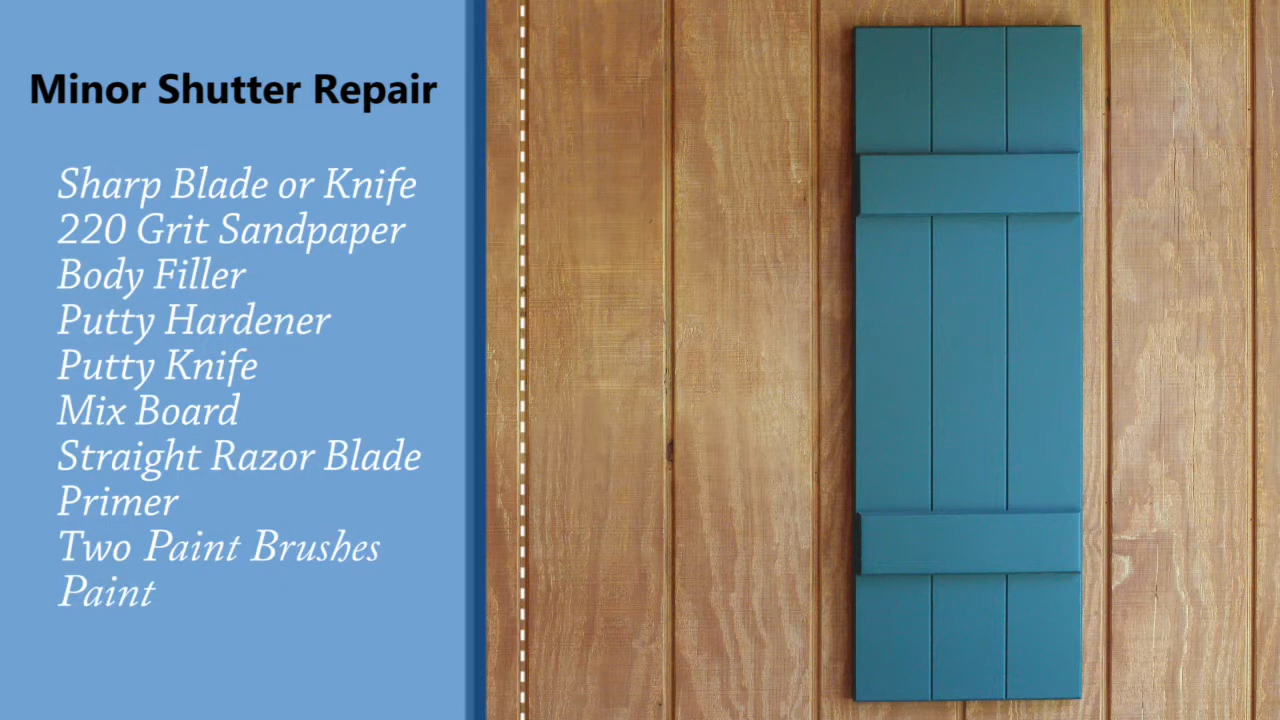 Minor Shutter Repair
Sharp Blade or Knife
220 Grit Sandpaper
Body Filler
Putty Hardener
Putty Knife
Mix Board
Straight Razor Blade
Primer
Two Paint Brushes
Paint